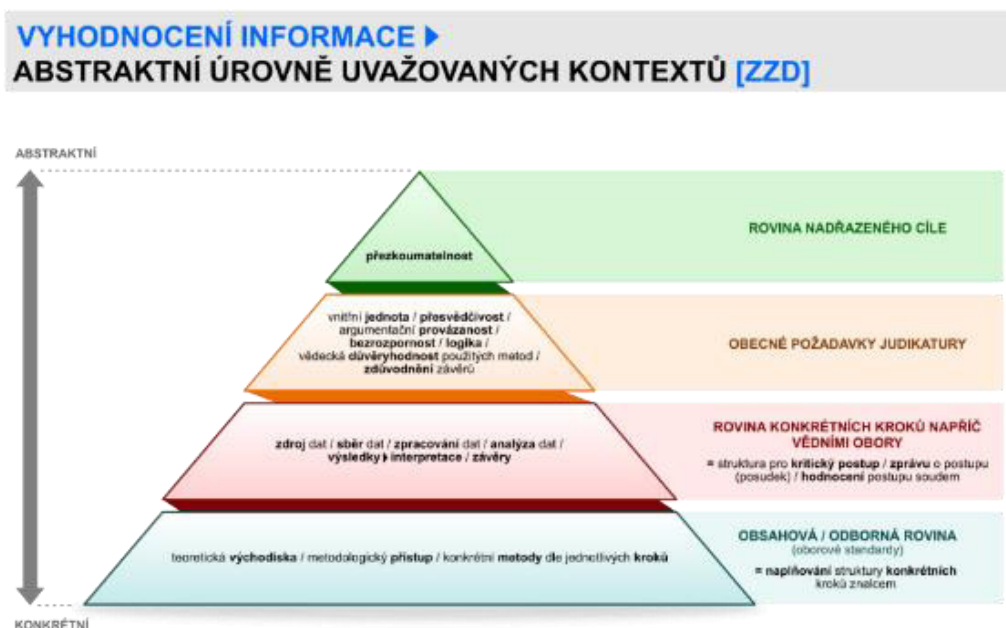 VYHODNOCENÍ INFORMACE ▶
ABSTRAKTNÍ ÚROVNĚ UVAŽOVANÝCH KONTEXTŮ [ZZD]
ABSTRAKTNÍ
přezkoumatelnost
ROVINA NADŘAZENÉHO CÍLE
vnitřní jednota / přesvědčivost /
argumentační provázanost /
bezrozpornost / logika /
vědecká důvěryhodnost použitých metod /
zdůvodnění závěrů
OBECNÉ POŽADAVKY JUDIKATURY
zdroj dat / sběr dat / zpracování dat / analýza dat /
výsledky ▶ interpretace / závěry
ROVINA KONKRÉTNÍCH KROKŮ NAPŘÍČ
VĚDNÍMI OBORY
= struktura pro kritický postup / zprávu o postupu
(posudek) / hodnocení postupu soudem
teoretická východiska / metodologický přístup / konkrétní metody dle jednotlivých kroků
OBSAHOVÁ / ODBORNÁ ROVINA
(oborové standardy)
= naplňování struktury konkrétních
kroků znalcem
KONKRÉTNÍ